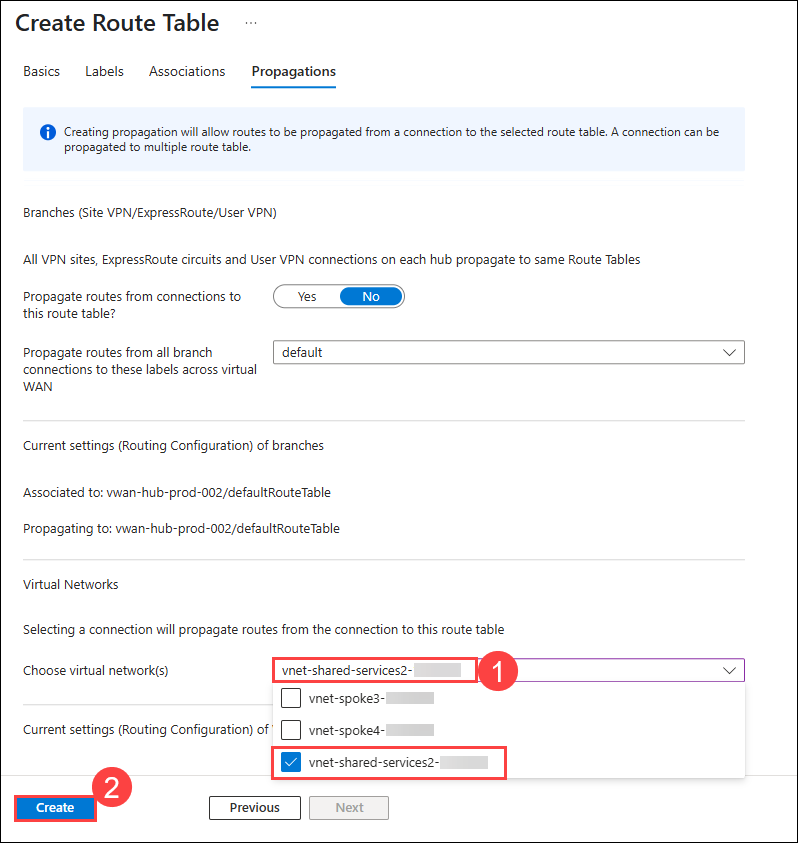 Create Route Table ...
Basics Labels Associations Propagations
Creating propagation will allow routes to be propagated from a connection to the selected route table. A connection can be
propagated to multiple route table.
Branches (Site VPN/ExpressRoute/User VPN)
All VPN sites, ExpressRoute circuits and User VPN connections on each hub propagate to same Route Tables
Propagate routes from connections to
this route table?
Yes No
Propagate routes from all branch
connections to these labels across virtual
WAN
default
Current settings (Routing Configuration) of branches
Associated to: vwan-hub-prod-002/defaultRouteTable
Propagating to: vwan-hub-prod-002/defaultRouteTable
Virtual Networks
Selecting a connection will propagate routes from the connection to this route table
Choose virtual network(s)
vnet-shared-services2-
1
vnet-spoke3-
vnet-spoke4-
Current settings (Routing Configuration) of
vnet-shared-services2-
2
Create Previous Next